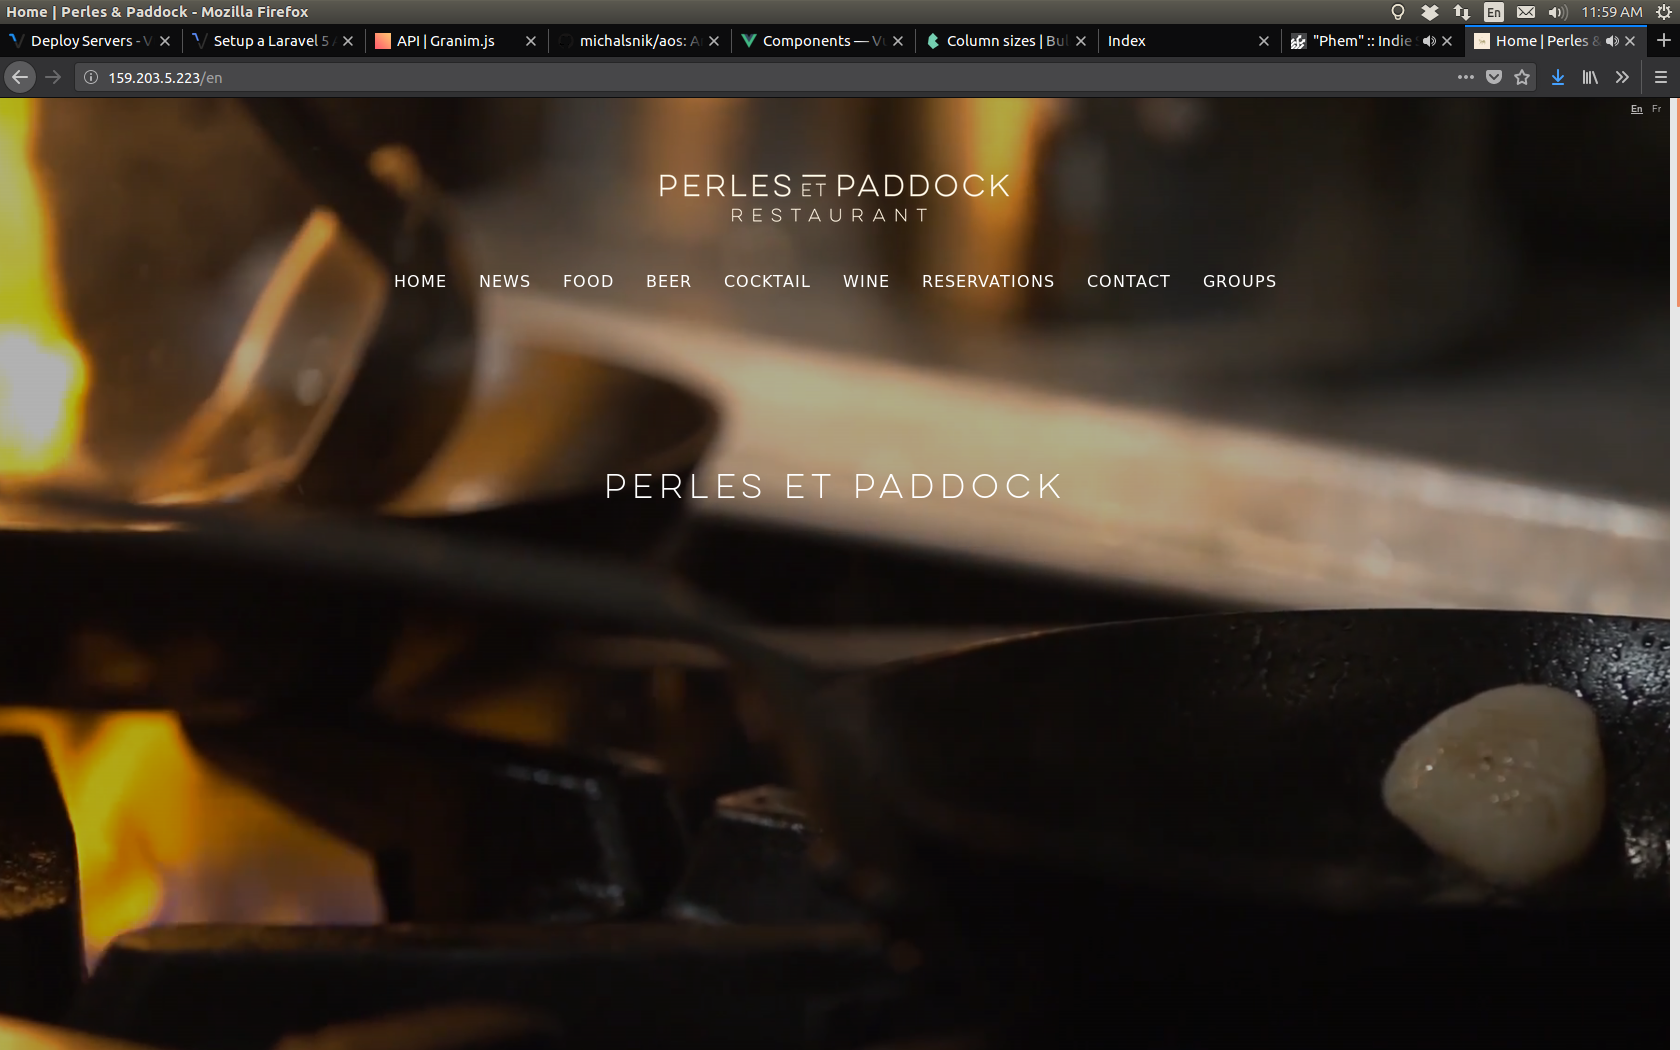 Home | Perles & Paddock - Mozilla Firefox
En
11:59 AM
Deploy Servers - V
Setup a Laravel 5
API | Granim.js
michalsnik/aos: A
Components — Vu
Column sizes | Bul
Index
"Phem" :: Indie
Home | Perles &
159.203.5.223/en
En Fr
PERLES ET PADDOCK
RESTAURANT
HOME NEWS FOOD BEER COCKTAIL WINE RESERVATIONS CONTACT GROUPS
PERLES ET PADDOCK